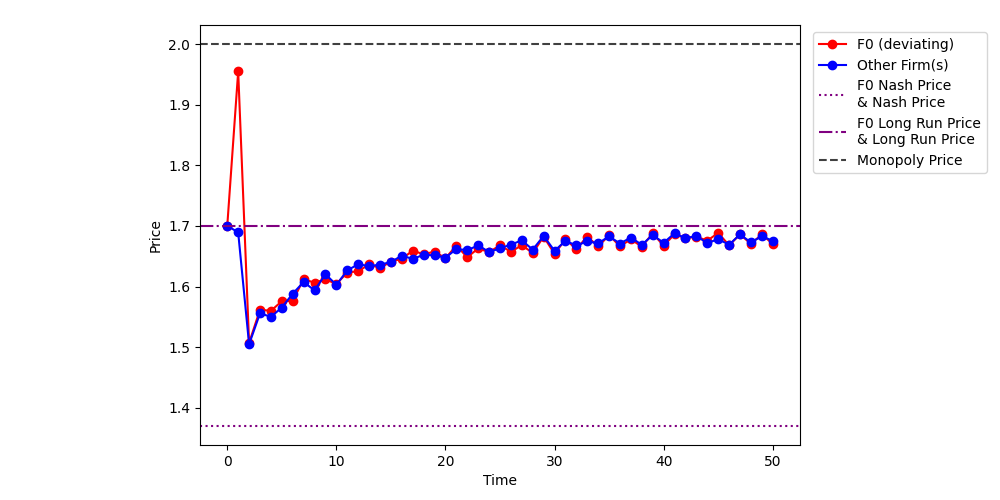 2.0
1.9
1.8
1.7
1.6
1.5
1.4
Price
0
10
20
30
40
50
Time
F0 (deviating)
Other Firm(s)
F0 Nash Price
& Nash Price
F0 Long Run Price
& Long Run Price
Monopoly Price